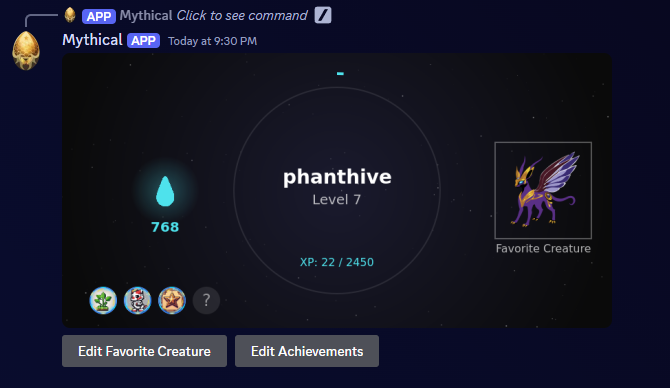 APP Mythical Click to see command /
Mythical APP Today at 9:30 PM
-
phanthive
Level 7
768
XP: 22 / 2450
Favorite Creature
?
Edit Favorite Creature
Edit Achievements